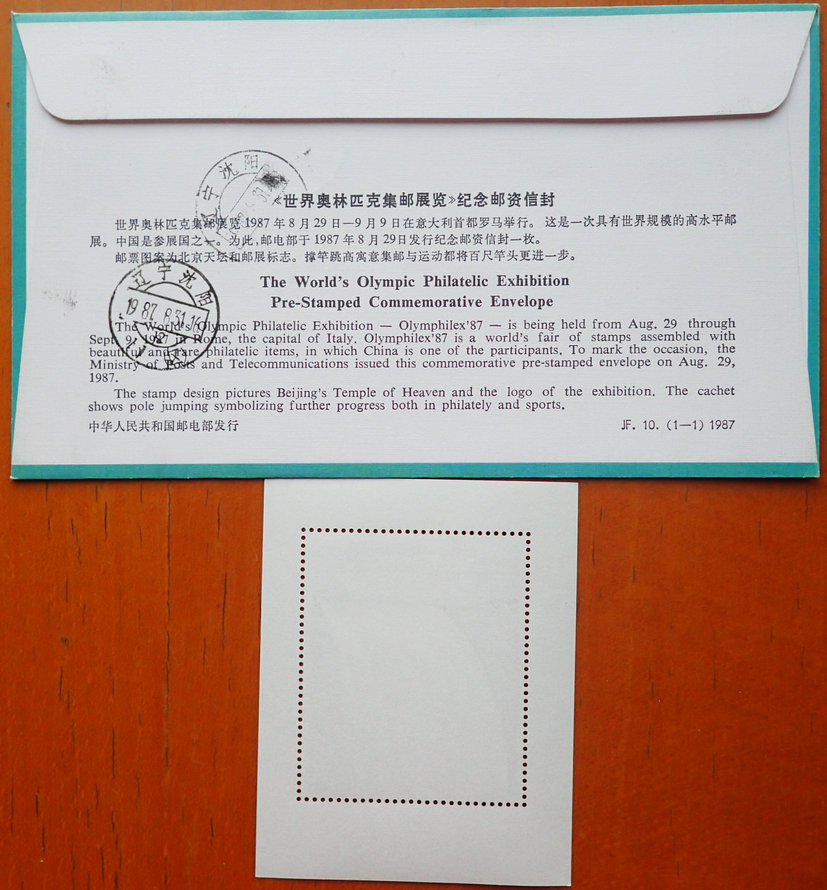 辽宁沈阳
《世界奥林匹克集邮展览》纪念邮资信封
世界奥林匹克集邮展览1987年8月29日—9月9日在意大利首都罗马举行。 这是一次具有世界规模的高水平邮
展。中国是参展国之一。为此,邮电部于1987年8月29日发行纪念邮资信封一枚。
邮票图案为北京天坛和邮展标志。撑竿跳高寓意集邮与运动都将百尺竿头更进一步。
The World's Olympic Philatelic Exhibition
Pre-Stamped Commemorative Envelope
辽宁沈阳
1987.8.31.16
The World's Olympic Philatelic Exhibition — Olymphilex'87 — is being held from Aug. 29 through
Sept. 9, 1987 in Rome, the capital of Italy. Olymphilex'87 is a world's fair of stamps assembled with
beautiful and rare philatelic items, in which China is one of the participants. To mark the occasion, the
Ministry of Posts and Telecommunications issued this commemorative pre-stamped envelope on Aug. 29,
1987.
The stamp design pictures Beijing's Temple of Heaven and the logo of the exhibition. The cachet
shows pole jumping symbolizing further progress both in philately and sports.
中华人民共和国邮电部发行
JF. 10. (1—1) 1987